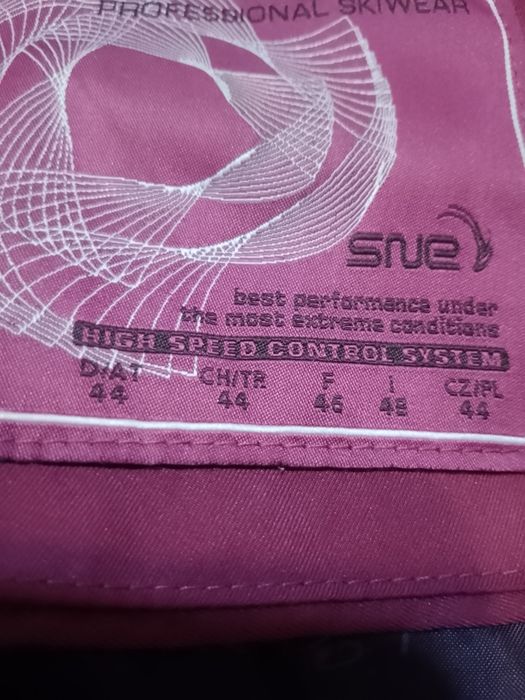 PROFESSIONAL SKIWEAR
SNE
best performance under
the most extreme conditions
HIGH SPEED CONTROL SYSTEM
D/AT CH/TR F I CZ/PL
44 44 46 48 44